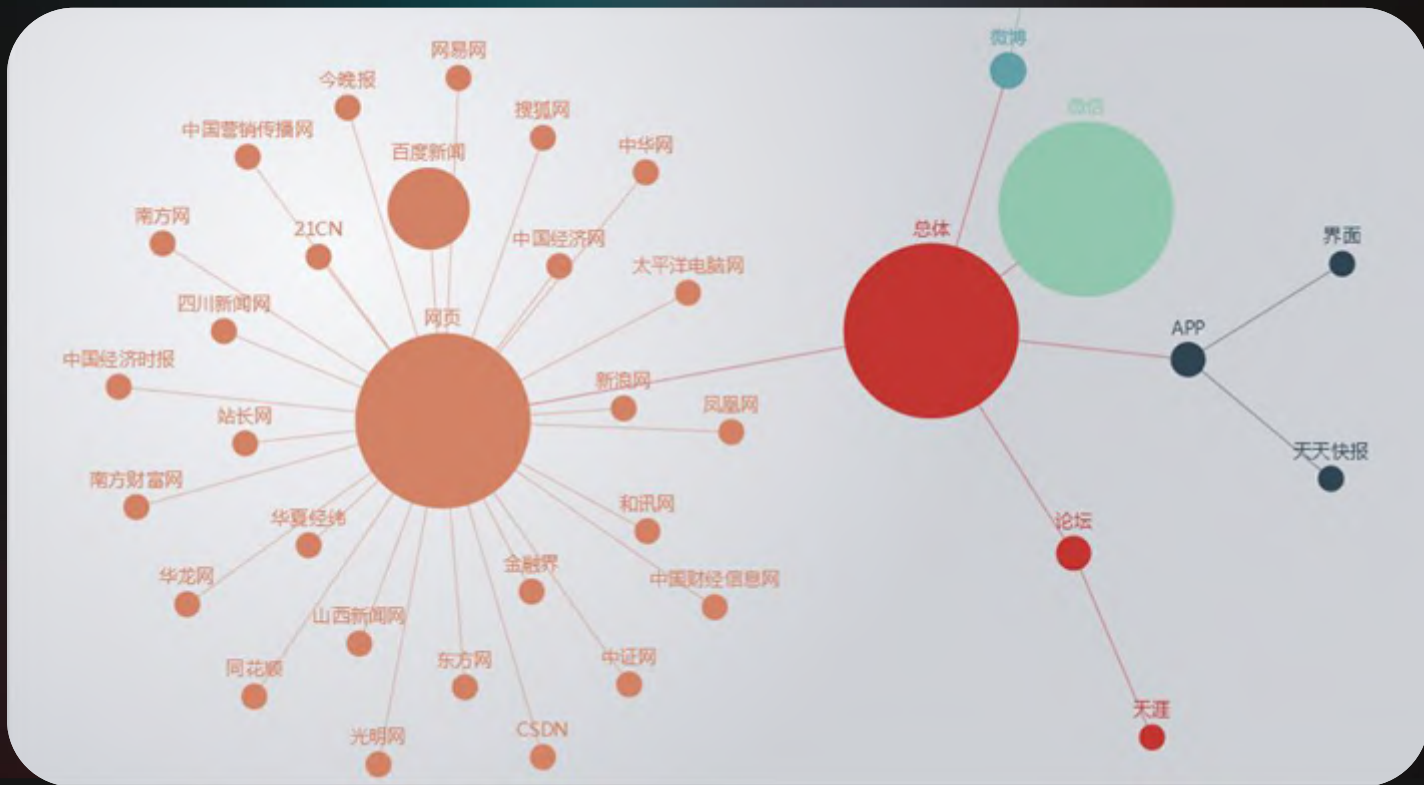 微博
网易网
今晚报
微信
搜狐网
中国营销传播网
中华网
百度新闻
南方网
21CN
总体
界面
中国经济网
太平洋电脑网
四川新闻网
网页
APP
中国经济时报
新浪网
凤凰网
站长网
天天快报
南方财富网
和讯网
华夏经纬
论坛
金融界
华龙网
中国财经信息网
山西新闻网
中证网
东方网
同花顺
天涯
CSDN
光明网